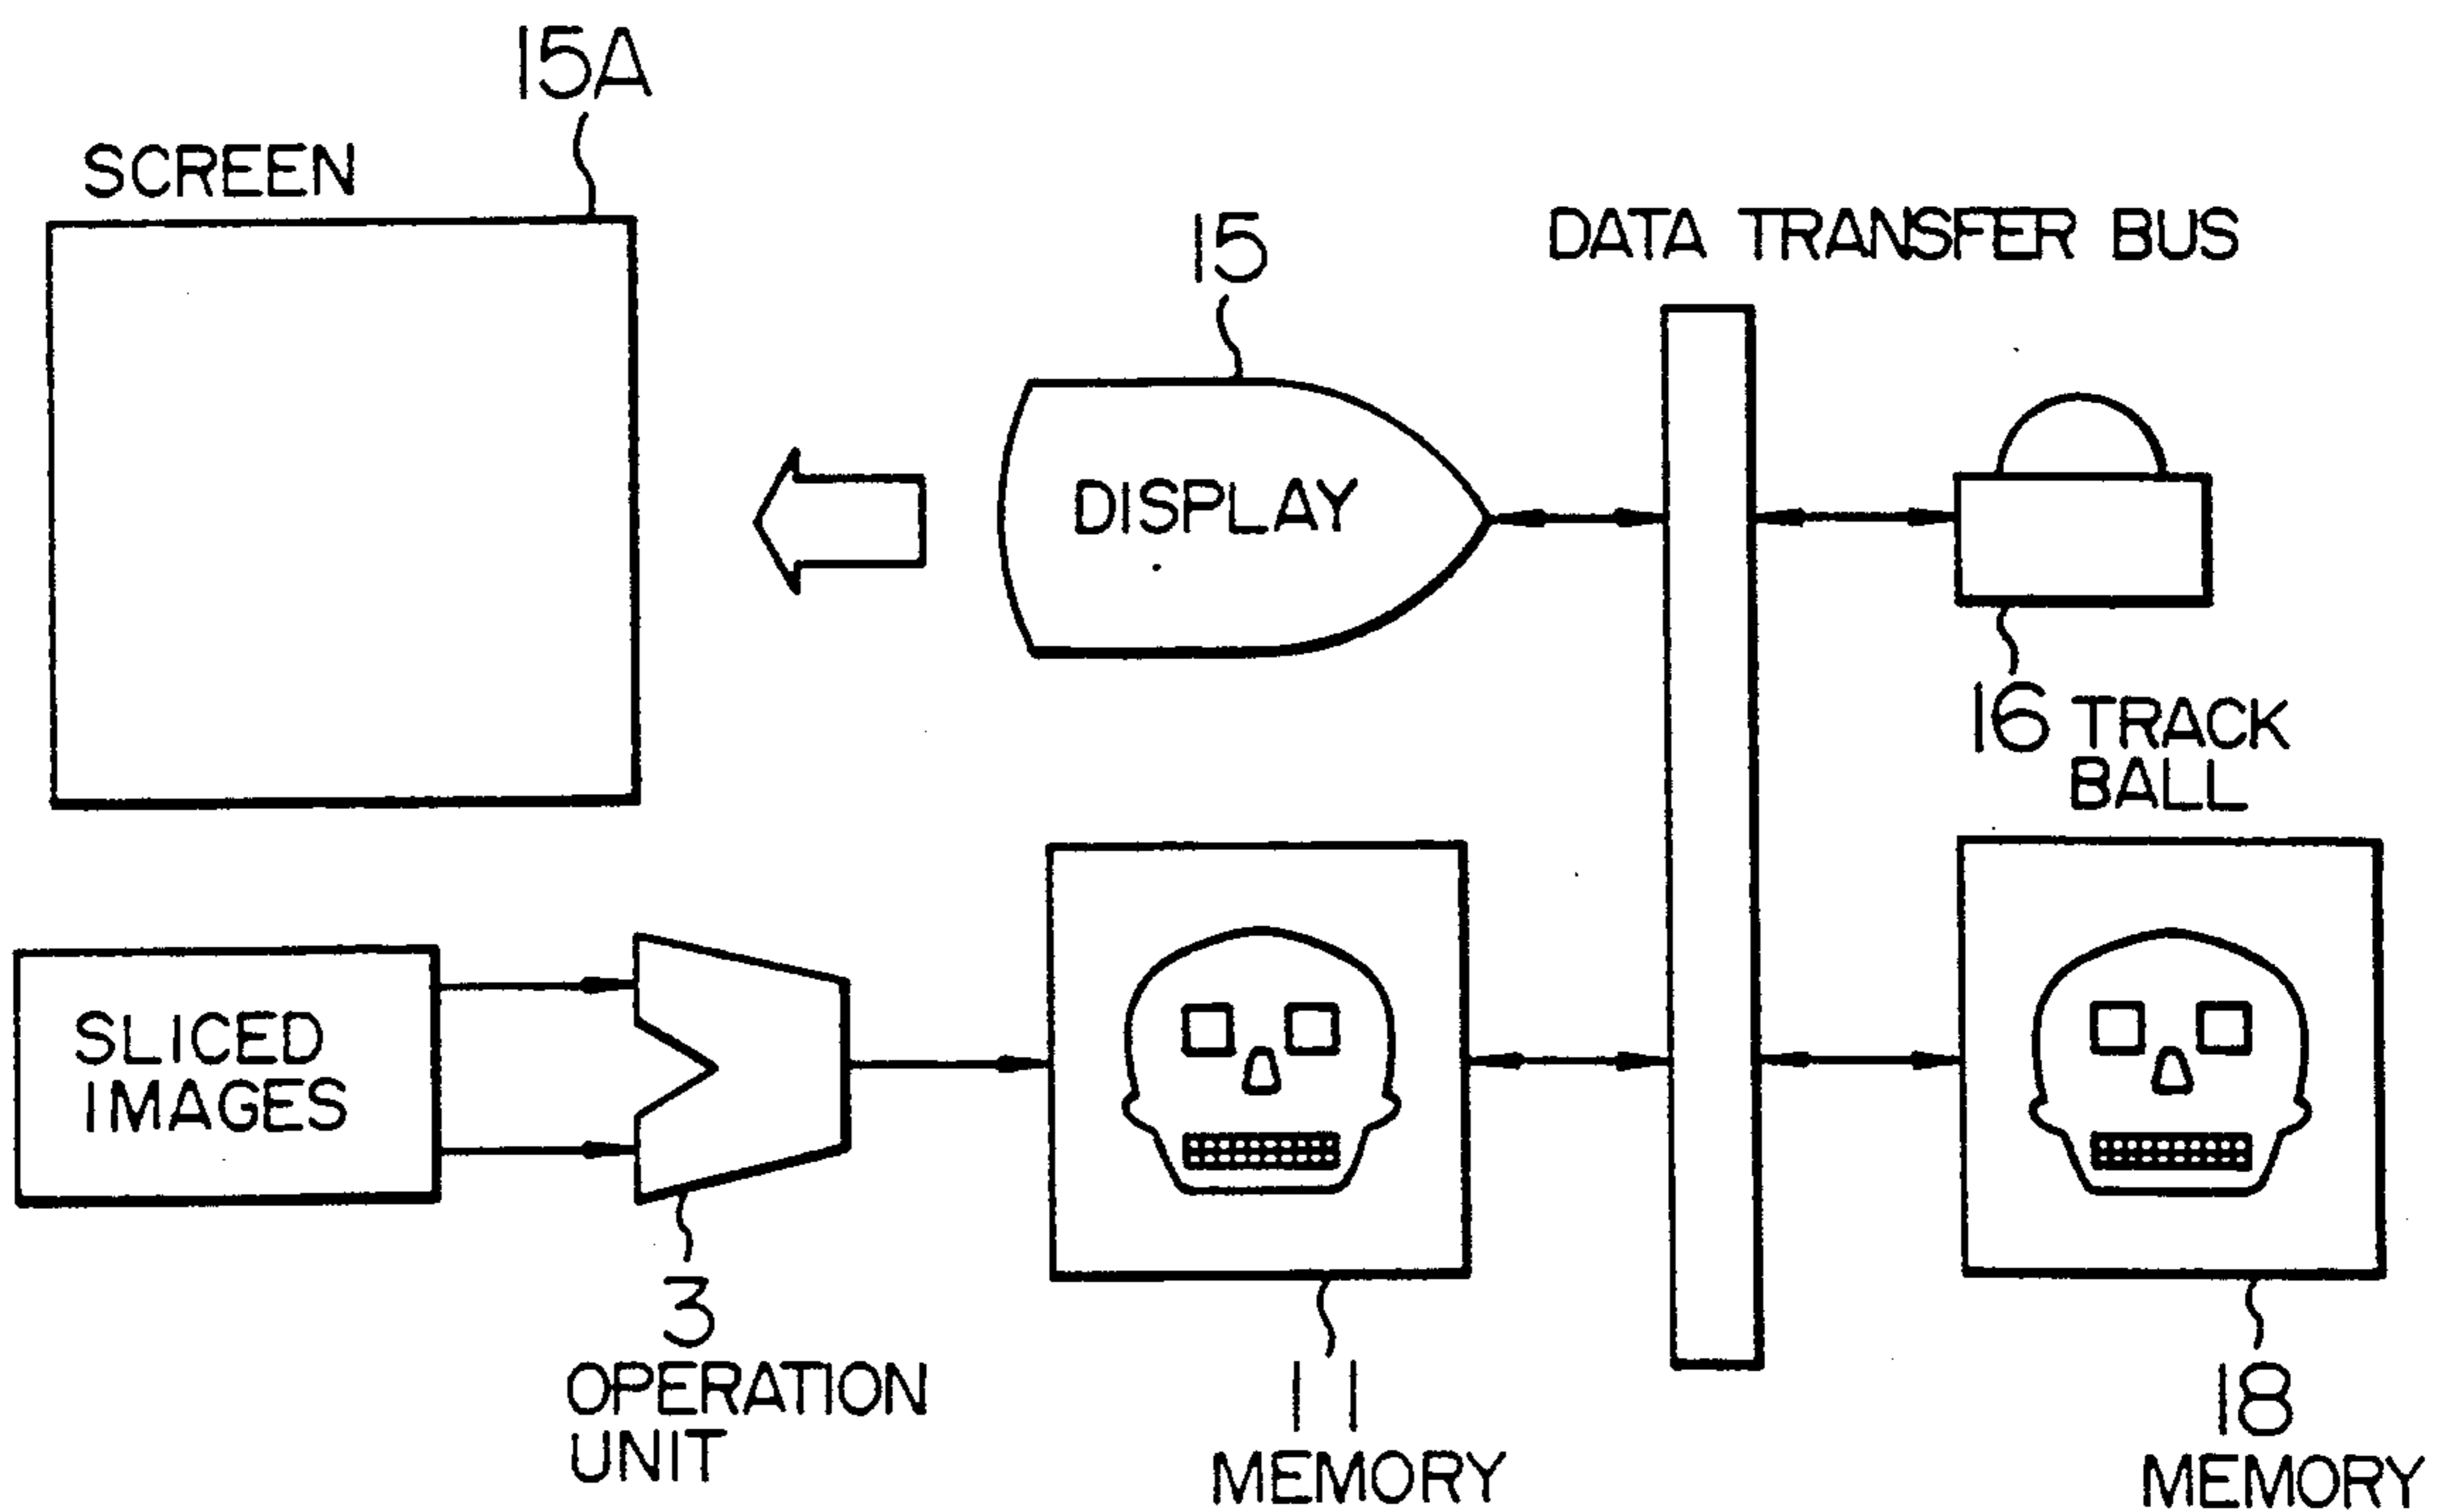 15A
SCREEN
15
DATA TRANSFER BUS
DISPLAY
16 TRACK
BALL
SLICED
IMAGES
3
OPERATION
UNIT
11
MEMORY
18
MEMORY